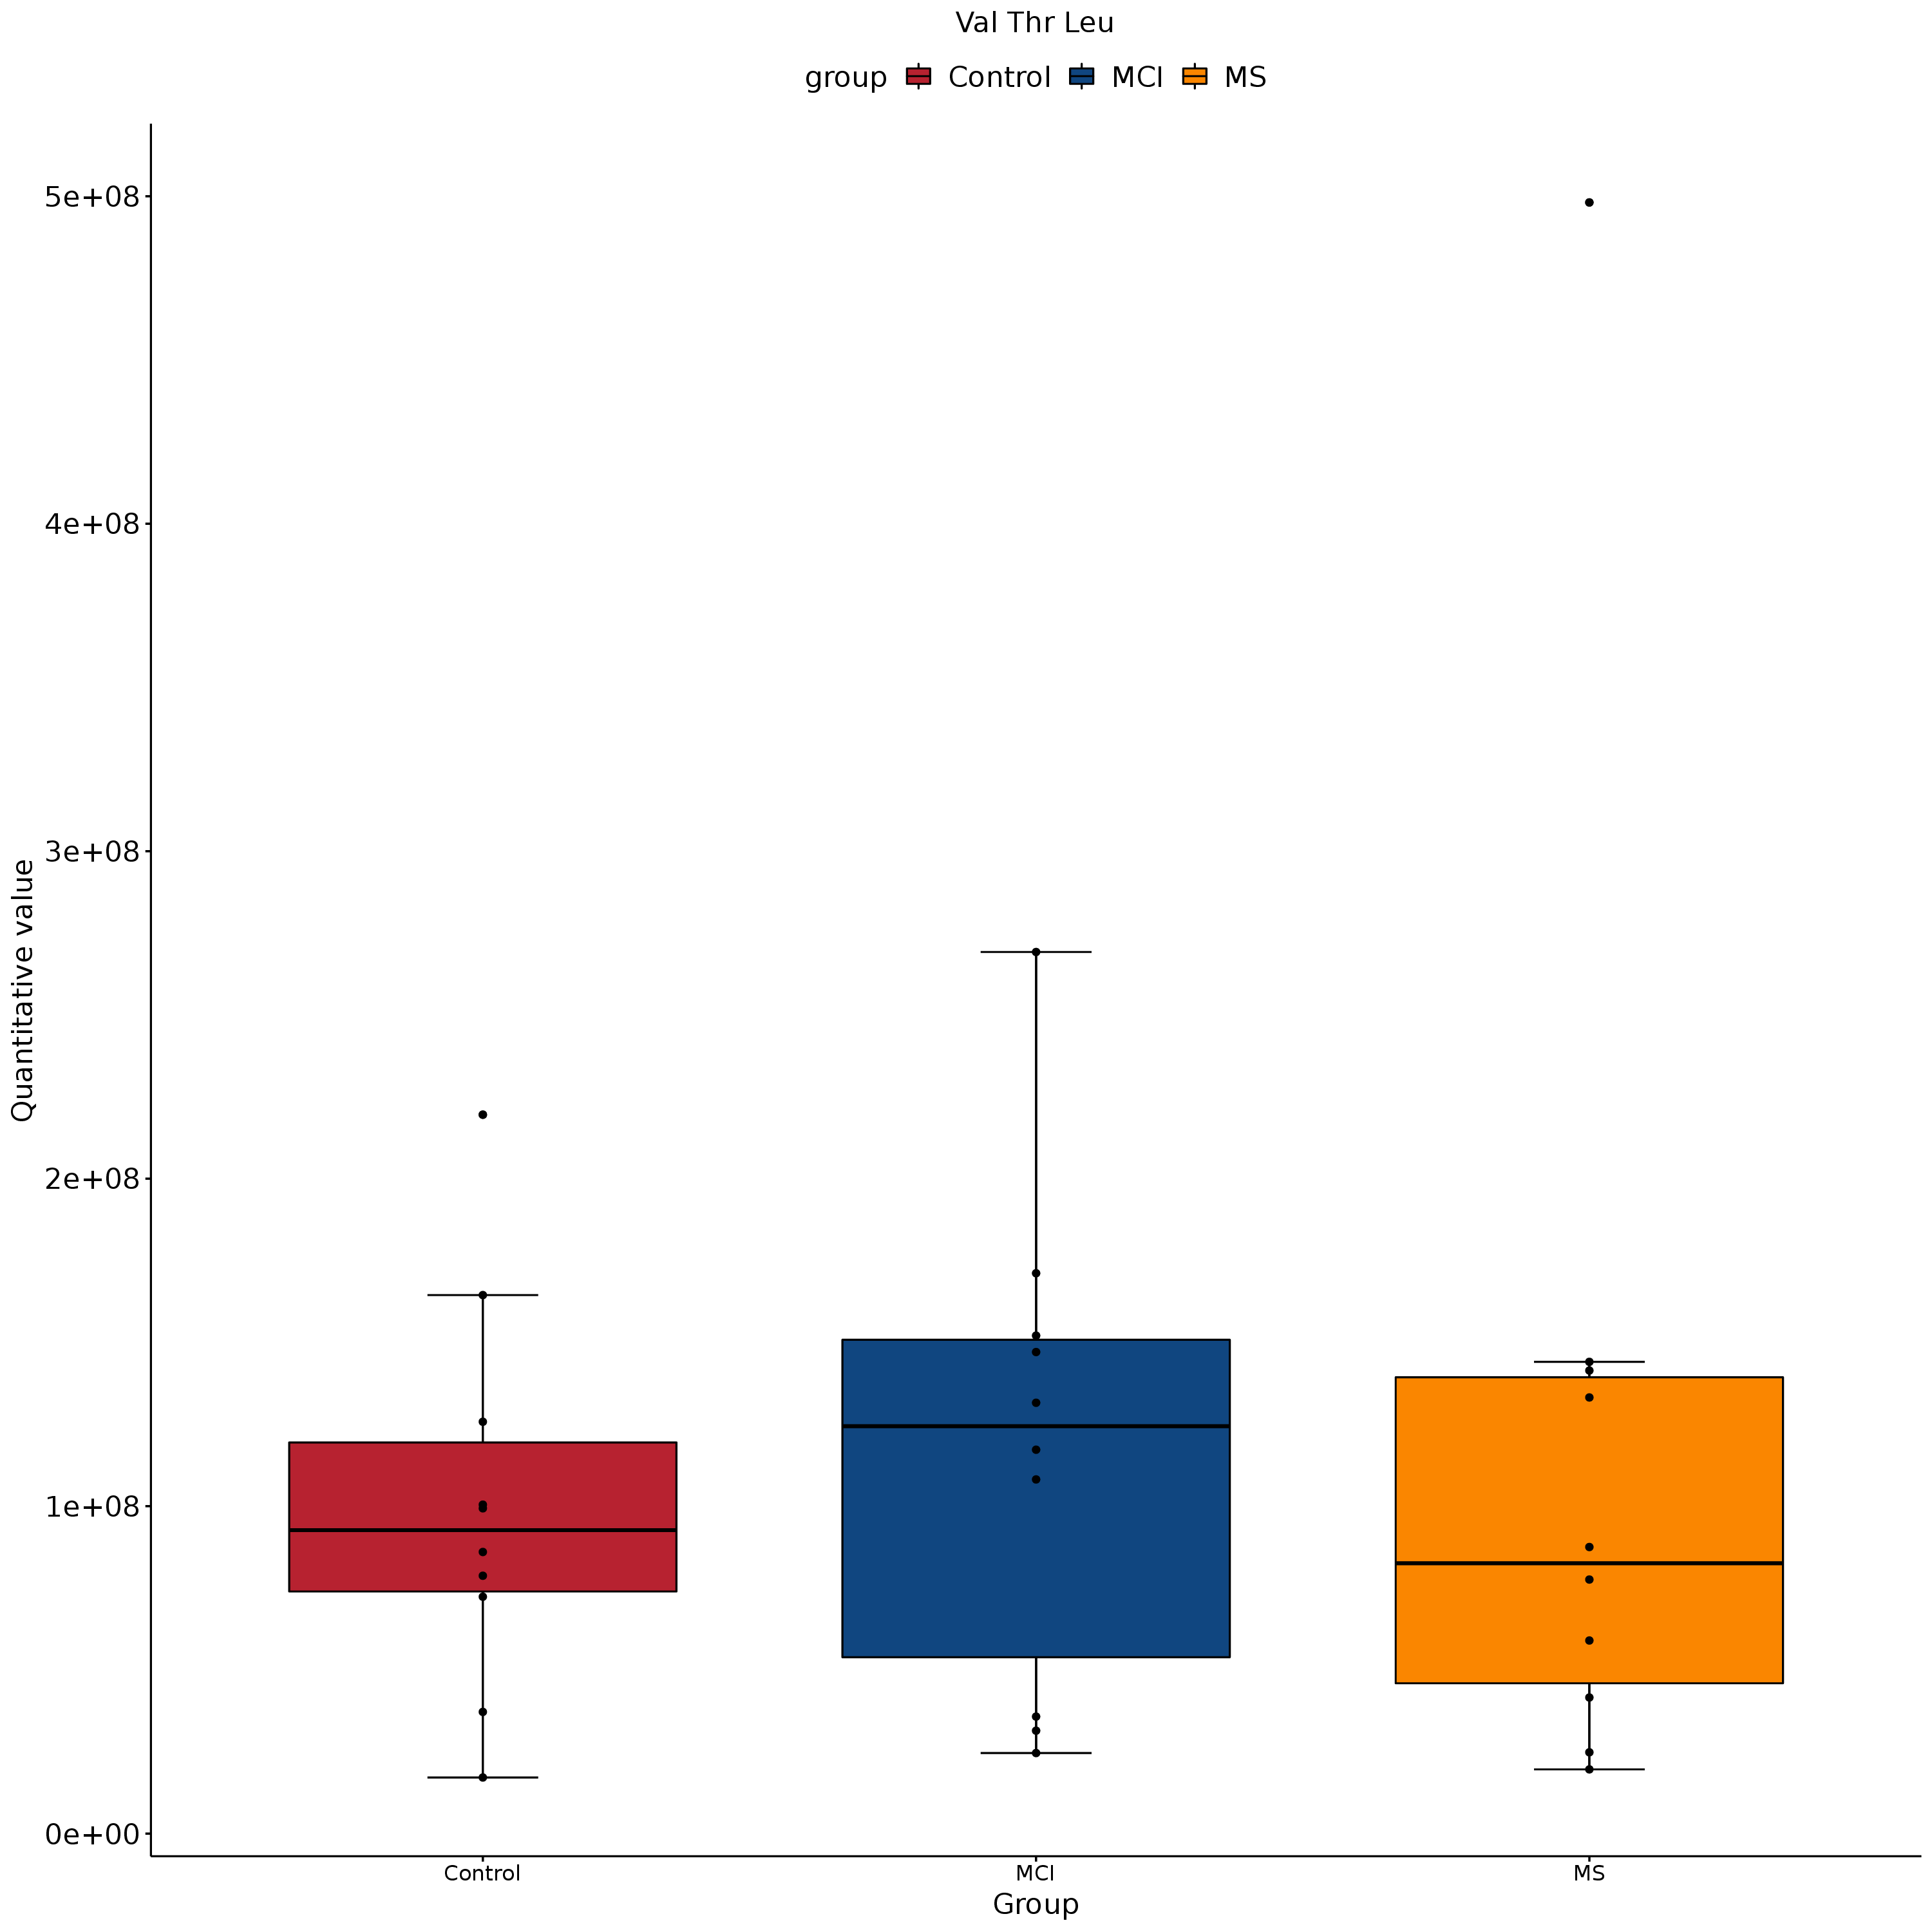 Val Thr Leu
group Control MCI MS
Quantitative value
5e+08
4e+08
3e+08
2e+08
1e+08
0e+00
Control MCI MS
Group